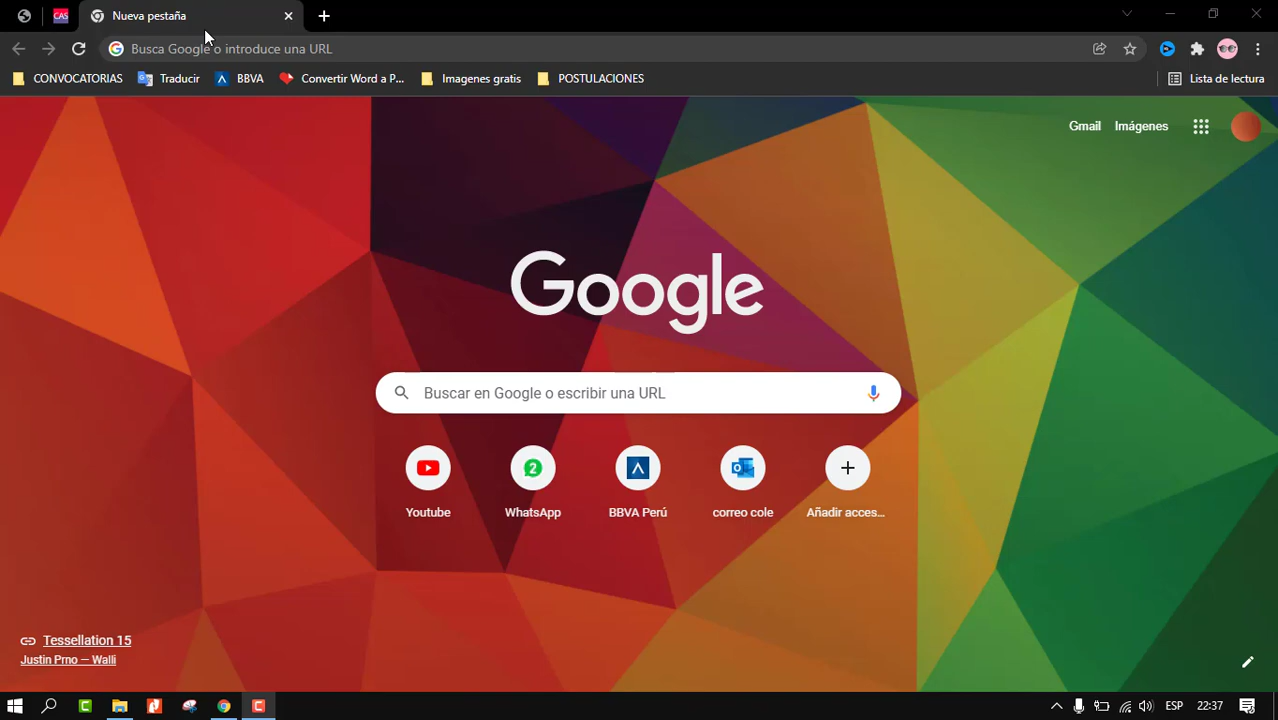 CAS
Nueva pestaña
Busca Google o introduce una URL
CONVOCATORIAS
Traducir
BBVA
Convertir Word a P...
Imagenes gratis
POSTULACIONES
Lista de lectura
Gmail
Imágenes
Google
Buscar en Google o escribir una URL
2
Youtube
WhatsApp
BBVA Perú
correo cole
Añadir acces...
Tessellation 15
Justin Prno — Walli
ESP
22:37